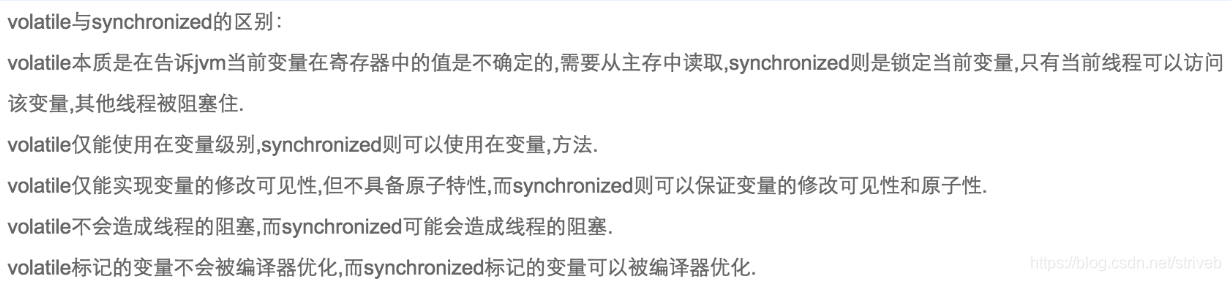 volatile与synchronized的区别：
volatile本质是在告诉jvm当前变量在寄存器中的值是不确定的,需要从主存中读取,synchronized则是锁定当前变量,只有当前线程可以访问
该变量,其他线程被阻塞住.
volatile仅能使用在变量级别,synchronized则可以使用在变量,方法.
volatile仅能实现变量的修改可见性,但不具备原子特性,而synchronized则可以保证变量的修改可见性和原子性.
volatile不会造成线程的阻塞,而synchronized可能会造成线程的阻塞.
volatile标记的变量不会被编译器优化,而synchronized标记的变量可以被编译器优化.
https://blog.csdn.net/striveb